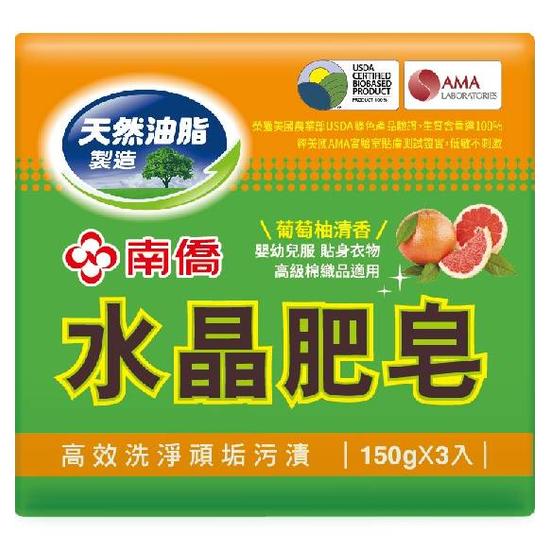 USDA
CERTIFIED
BIOBASED
PRODUCT
PRODUCT 100%
AMA
LABORATORIES
榮獲美國農業部USDA綠色產品驗證,生質含量達100%
經美國AMA實驗室貼膚測試證實,低敏不刺激
天然油脂
製造
葡萄柚清香
嬰幼兒服 貼身衣物
高級棉織品適用
南僑
水晶肥皂
高效洗淨頑垢污漬
150gX3入